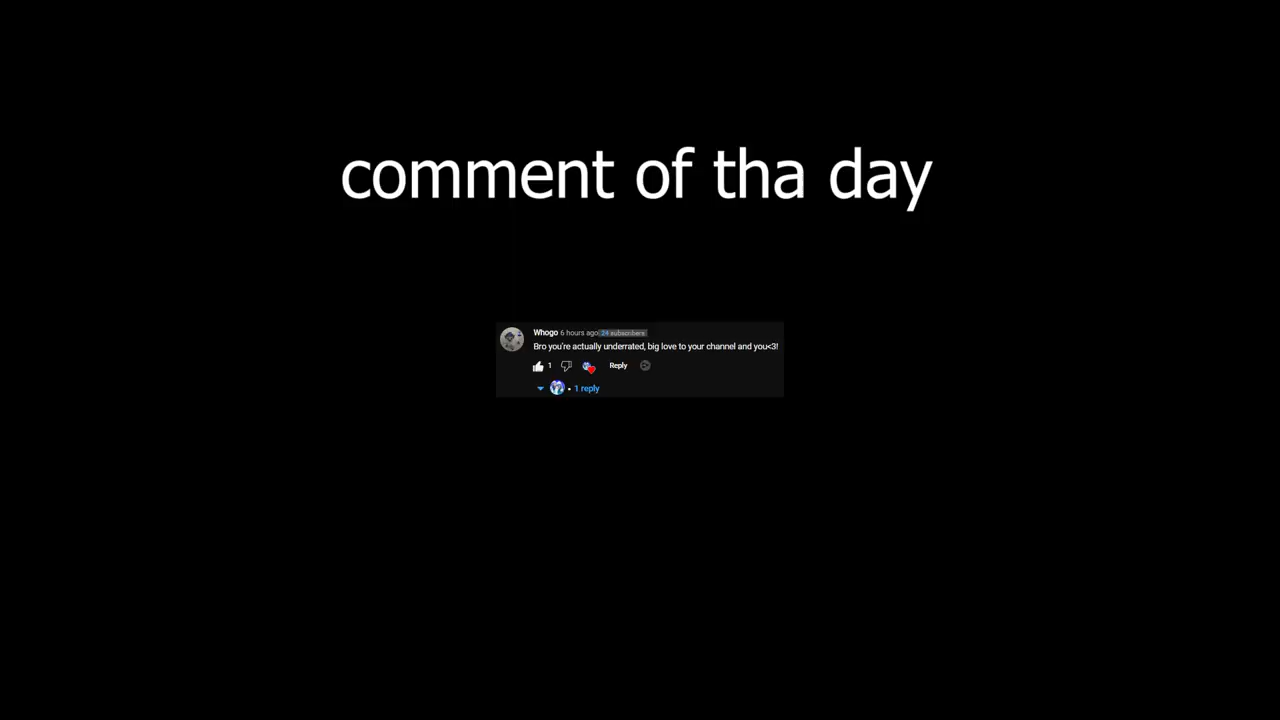 comment of tha day
Whogo 6 hours ago 24 subscribers
Bro you're actually underrated, big love to your channel and you<3!
1 Reply
1 reply